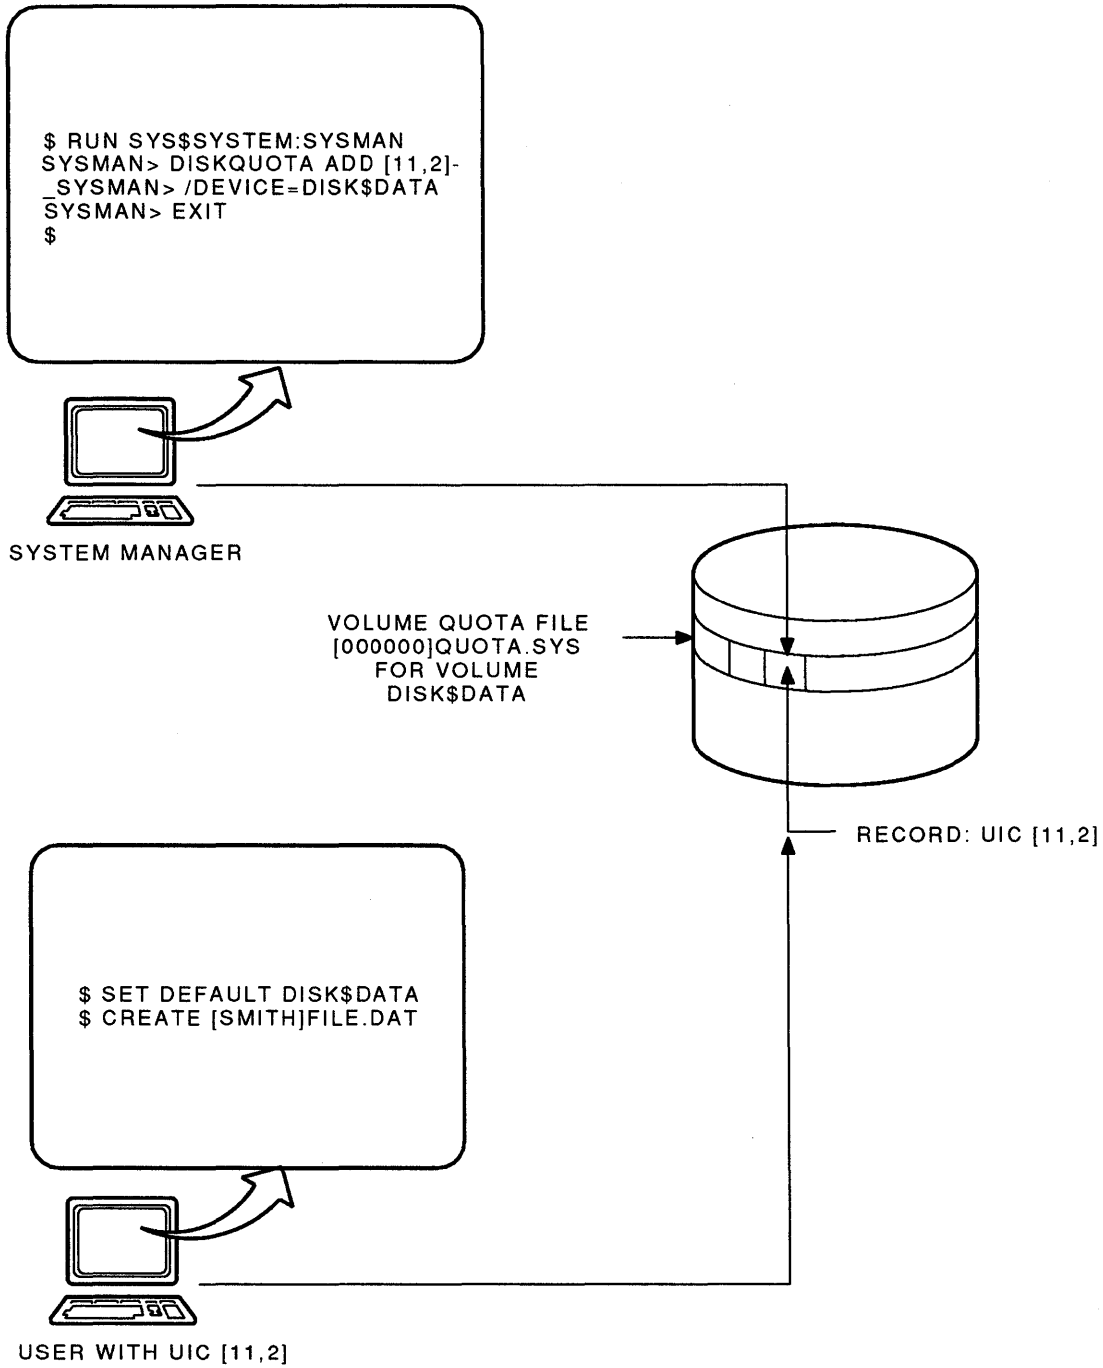 $ RUN SYS$SYSTEM:SYSMAN
SYSMAN> DISKQUOTA ADD [11,2]-
_SYSMAN> /DEVICE=DISK$DATA
SYSMAN> EXIT
$
SYSTEM MANAGER
VOLUME QUOTA FILE
[000000]QUOTA.SYS
FOR VOLUME
DISK$DATA
RECORD: UIC [11,2]
$ SET DEFAULT DISK$DATA
$ CREATE [SMITH]FILE.DAT
USER WITH UIC [11,2]